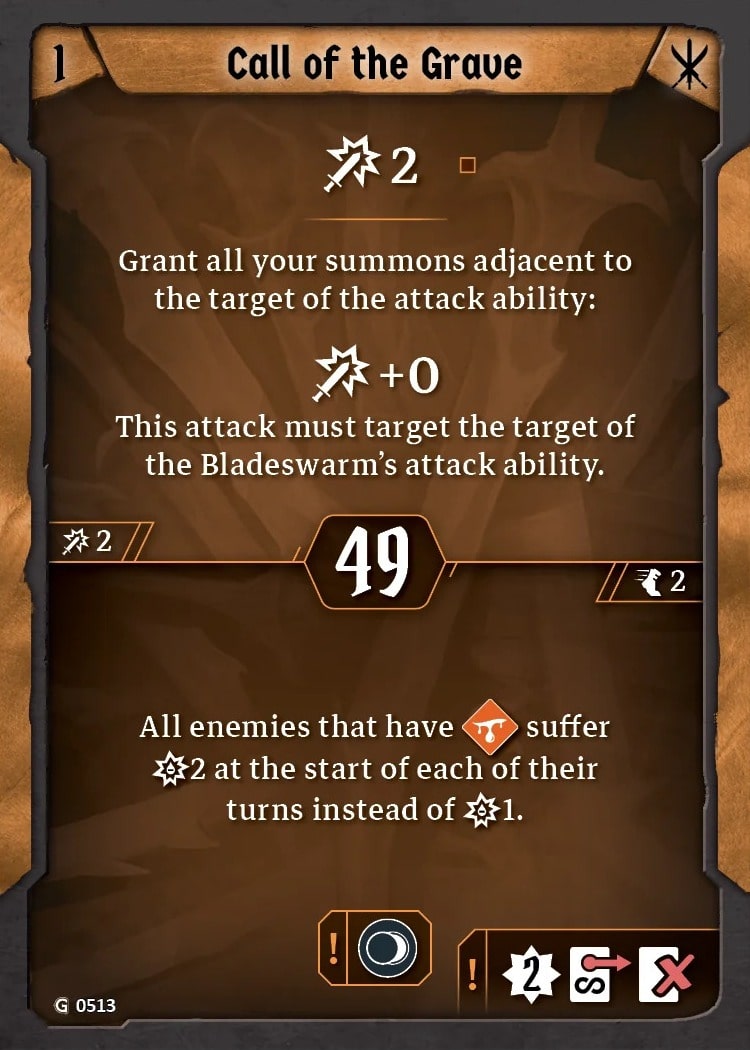 1
Call of the Grave
2
Grant all your summons adjacent to
the target of the attack ability:
+0
This attack must target the target of
the Bladeswarm's attack ability.
2
49
2
All enemies that have suffer
2 at the start of each of their
turns instead of 1.
!
! 2
G 0513